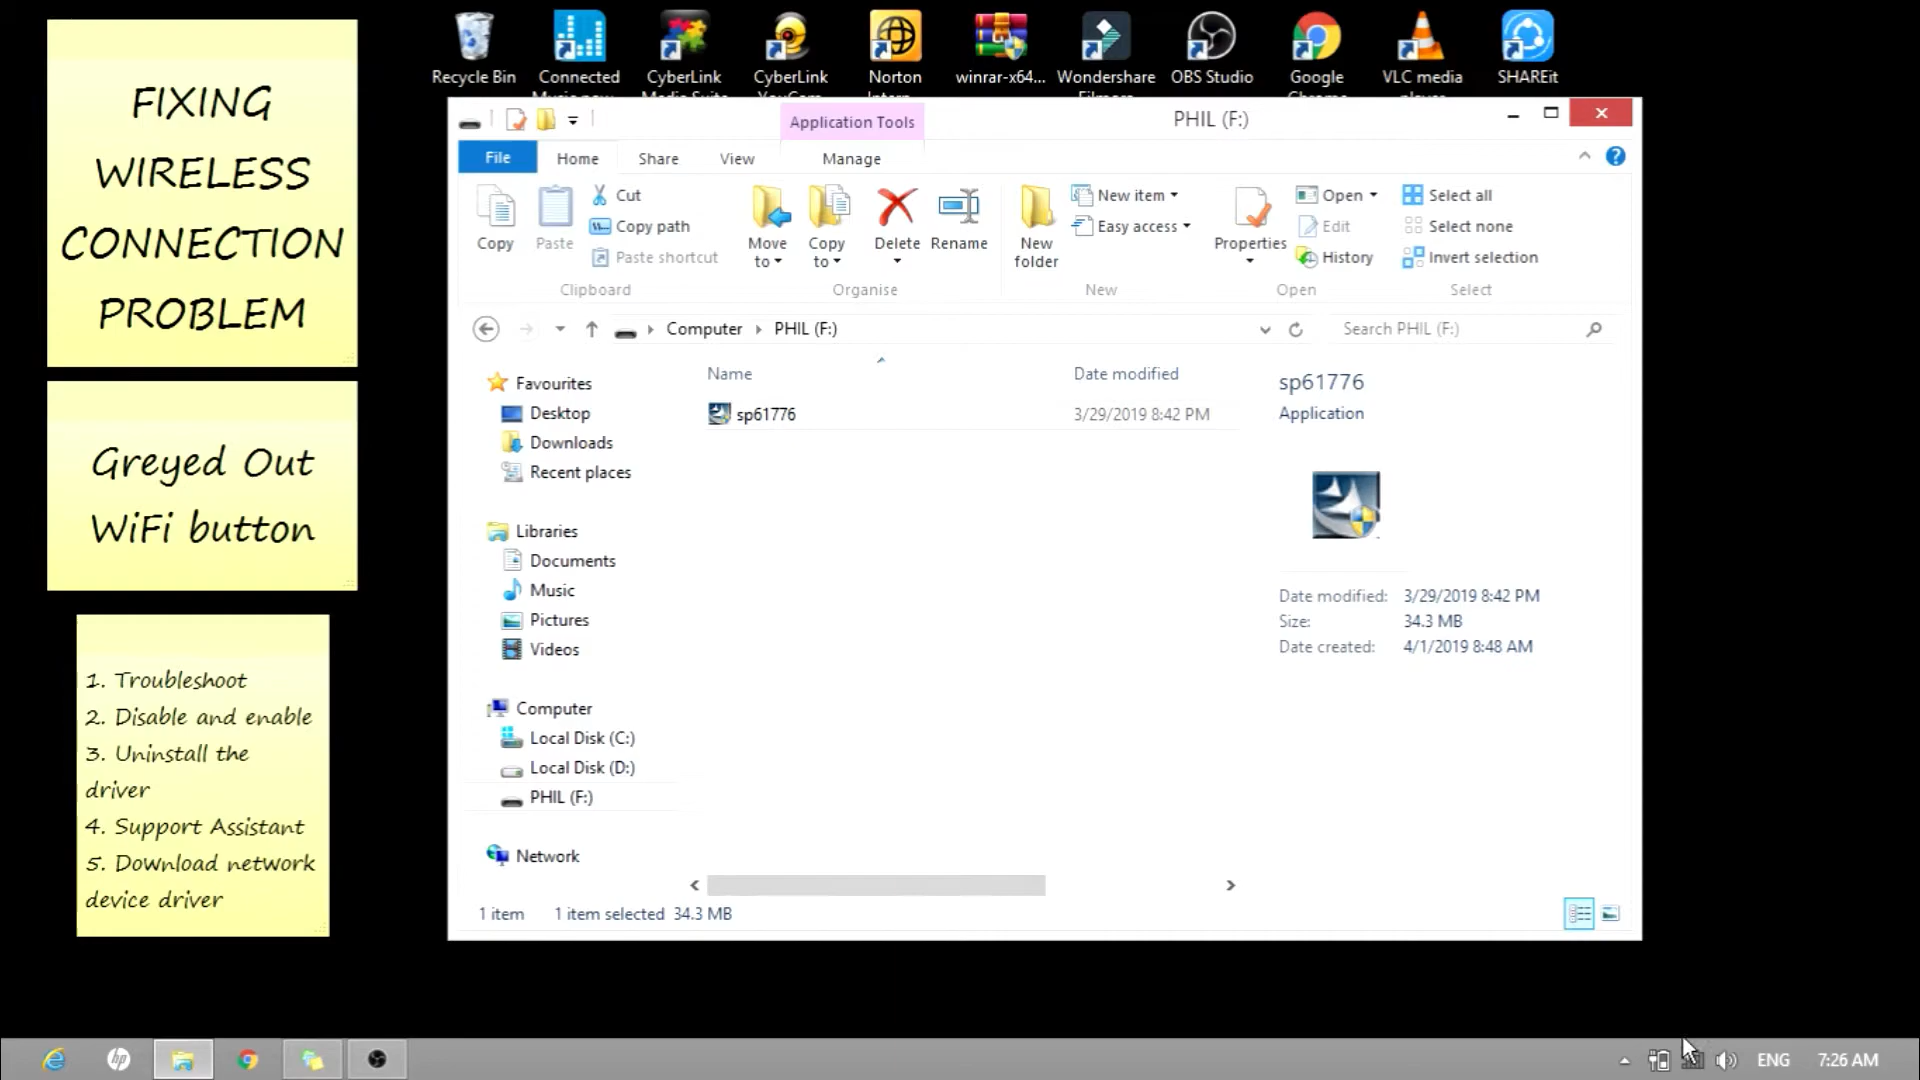 FIXING
WIRELESS
CONNECTION
PROBLEM
Greyed Out
WiFi button
1. Troubleshoot
2. Disable and enable
3. Uninstall the
driver
4. Support Assistant
5. Download network
device driver
Recycle Bin
Connected
CyberLink
CyberLink
Norton
winrar-x64...
Wondershare
OBS Studio
Google
VLC media
SHAREit
Application Tools
PHIL (F:)
File
Home
Share
View
Manage
Copy
Paste
Cut
Copy path
Paste shortcut
Clipboard
Move
to
Copy
to
Delete
Rename
Organise
New
folder
New item
Easy access
New
Properties
Open
Edit
History
Open
Select all
Select none
Invert selection
Select
Computer
PHIL (F:)
Search PHIL (F:)
Favourites
Desktop
Downloads
Recent places
Libraries
Documents
Music
Pictures
Videos
Computer
Local Disk (C:)
Local Disk (D:)
PHIL (F:)
Network
Name
Date modified
sp61776
3/29/2019 8:42 PM
sp61776
Application
Date modified: 3/29/2019 8:42 PM
Size: 34.3 MB
Date created: 4/1/2019 8:48 AM
1 item
1 item selected 34.3 MB
hp
ENG
7:26 AM